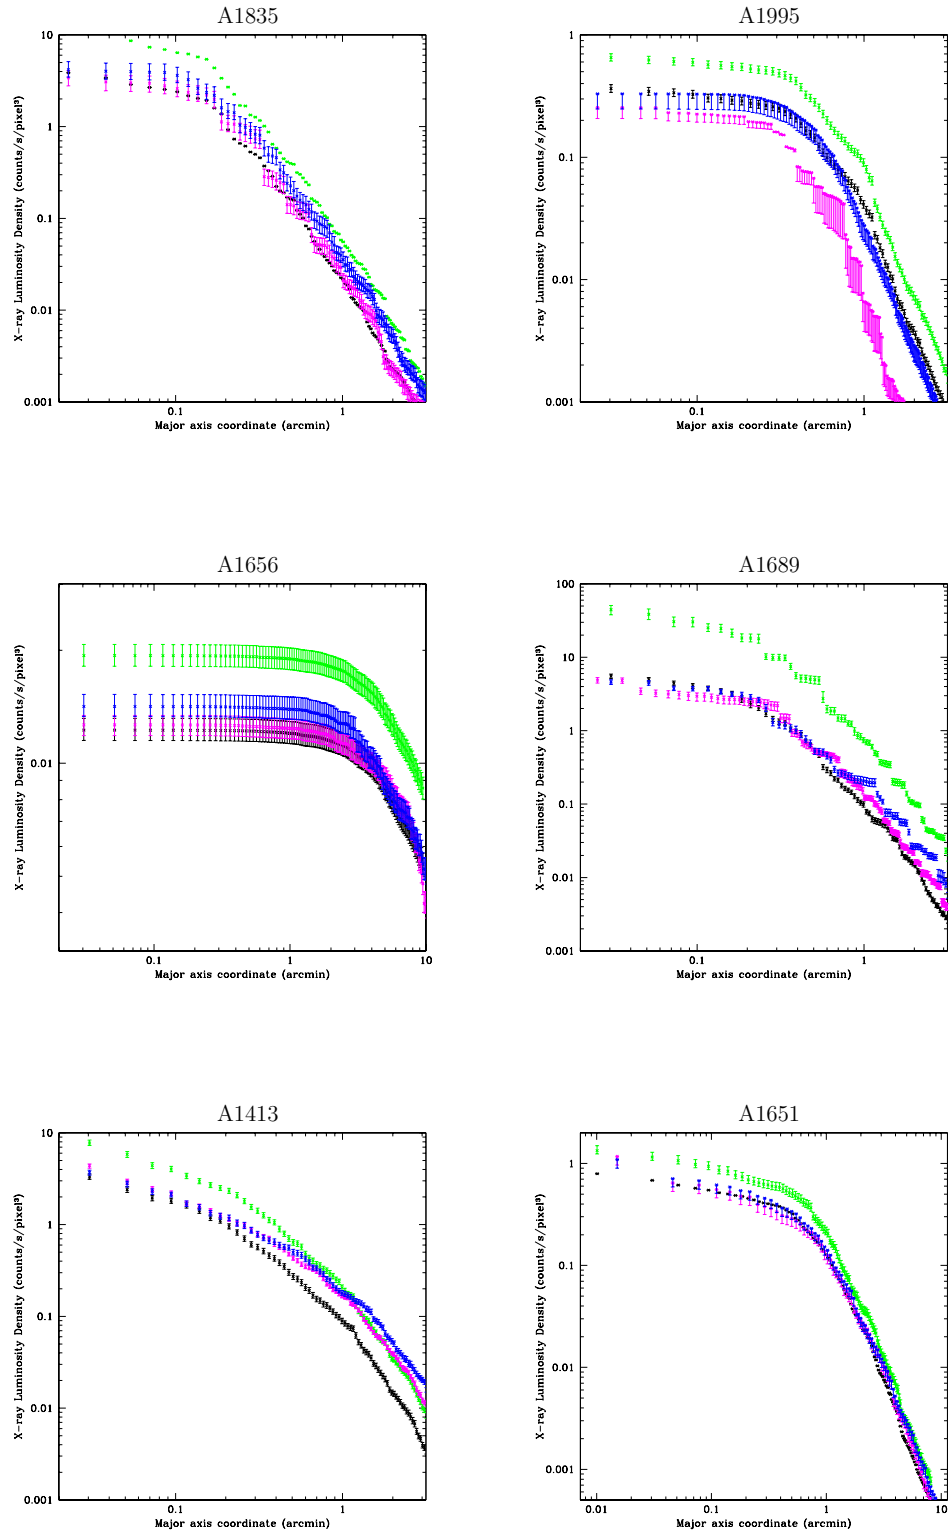 A1835
A1995
10
1
0.1
0.01
0.001
0.1
1
X-ray Luminosity Density (counts/s/pixel³)
Major axis coordinate (arcmin)
1
0.1
0.01
0.001
0.1
1
X-ray Luminosity Density (counts/s/pixel³)
Major axis coordinate (arcmin)
A1656
A1689
0.01
0.1
1
10
X-ray Luminosity Density (counts/s/pixel³)
Major axis coordinate (arcmin)
100
10
1
0.1
0.01
0.001
0.1
1
X-ray Luminosity Density (counts/s/pixel³)
Major axis coordinate (arcmin)
A1413
A1651
10
1
0.1
0.01
0.001
0.1
1
X-ray Luminosity Density (counts/s/pixel³)
Major axis coordinate (arcmin)
1
0.1
0.01
0.001
0.01
0.1
1
10
X-ray Luminosity Density (counts/s/pixel³)
Major axis coordinate (arcmin)